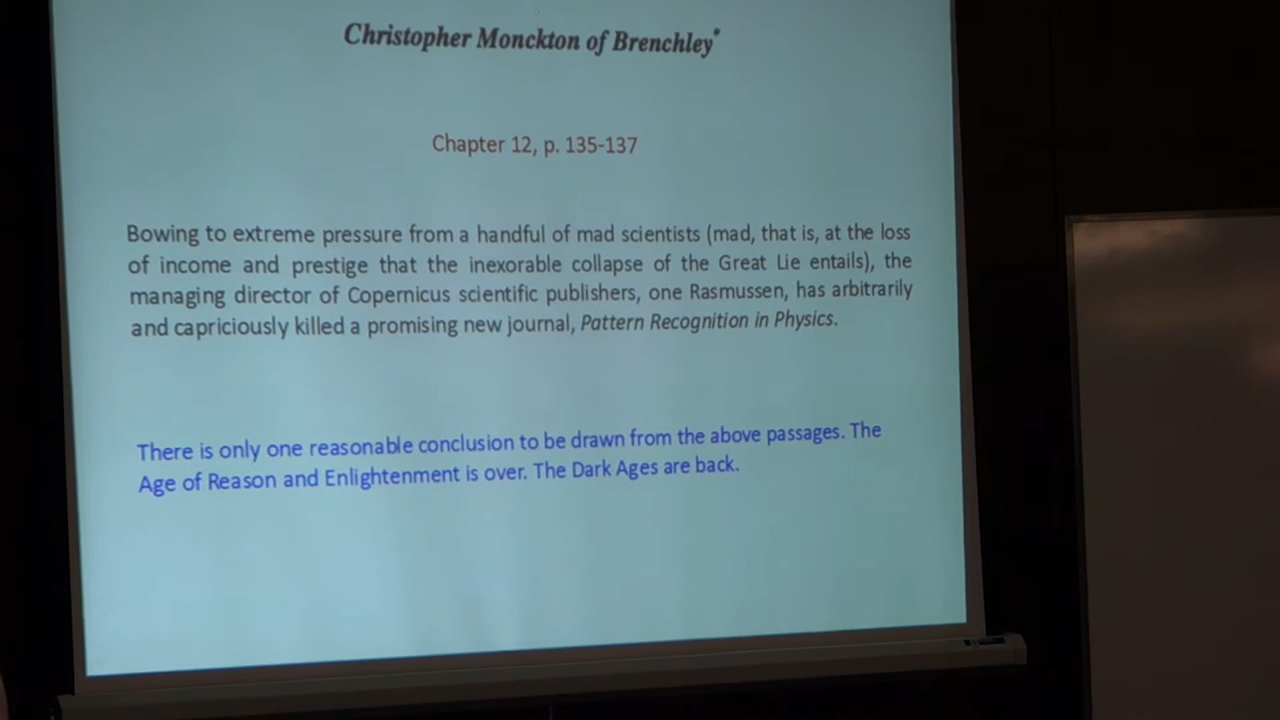 Christopher Monckton of Brenchley*
Chapter 12, p. 135-137
Bowing to extreme pressure from a handful of mad scientists (mad, that is, at the loss
of income and prestige that the inexorable collapse of the Great Lie entails), the
managing director of Copernicus scientific publishers, one Rasmussen, has arbitrarily
and capriciously killed a promising new journal, Pattern Recognition in Physics.
There is only one reasonable conclusion to be drawn from the above passages. The
Age of Reason and Enlightenment is over. The Dark Ages are back.